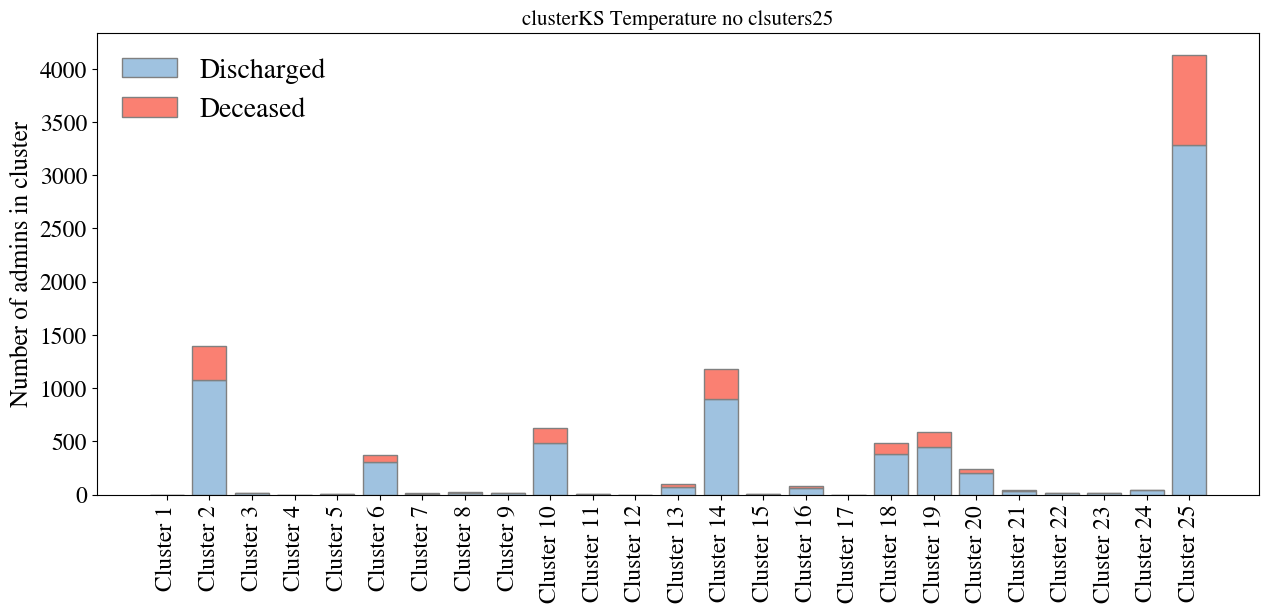 clusterKS Temperature no clsuters25
Discharged
Deceased
Number of admins in cluster
4000
3500
3000
2500
2000
1500
1000
500
0
Cluster 1
Cluster 2
Cluster 3
Cluster 4
Cluster 5
Cluster 6
Cluster 7
Cluster 8
Cluster 9
Cluster 10
Cluster 11
Cluster 12
Cluster 13
Cluster 14
Cluster 15
Cluster 16
Cluster 17
Cluster 18
Cluster 19
Cluster 20
Cluster 21
Cluster 22
Cluster 23
Cluster 24
Cluster 25